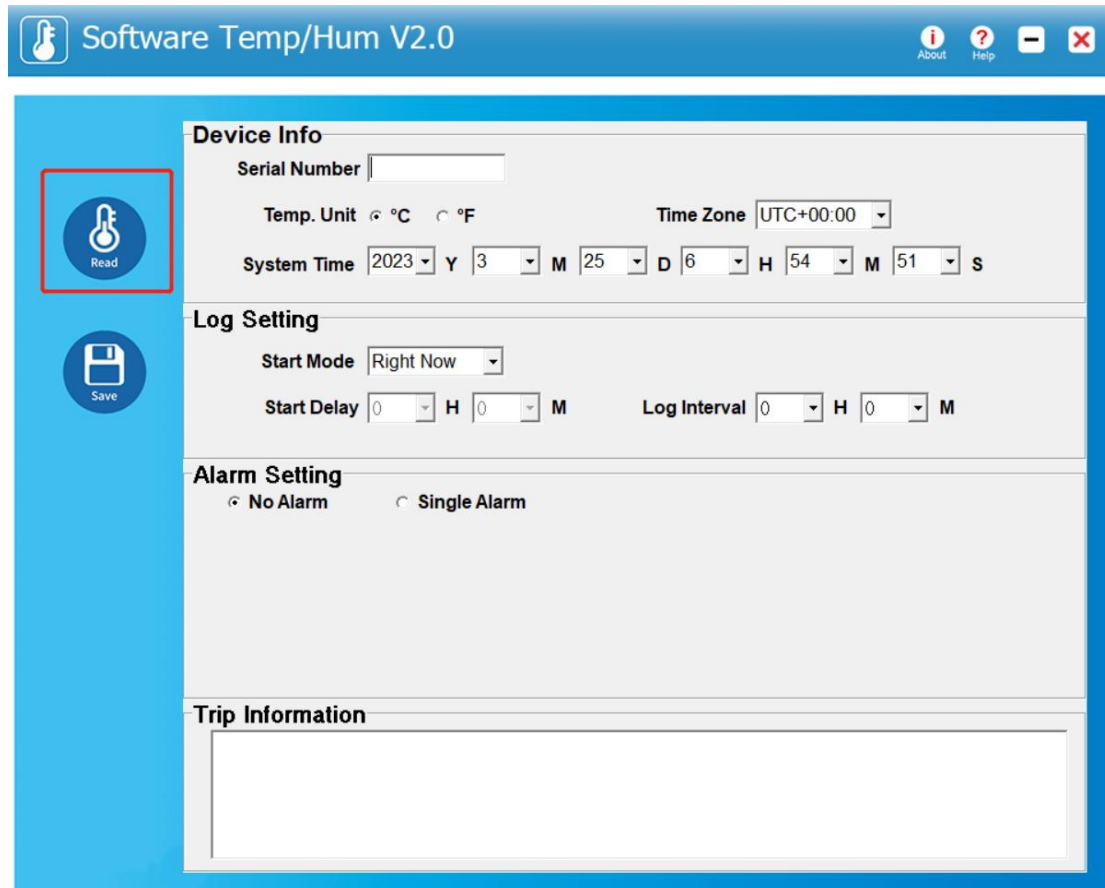 Software Temp/Hum V2.0
About
Help
Read
Save
Device Info
Serial Number
Temp. Unit °C °F Time Zone UTC+00:00
System Time 2023 Y 3 M 25 D 6 H 54 M 51 S
Log Setting
Start Mode Right Now
Start Delay 0 H 0 M Log Interval 0 H 0 M
Alarm Setting
No Alarm Single Alarm
Trip Information